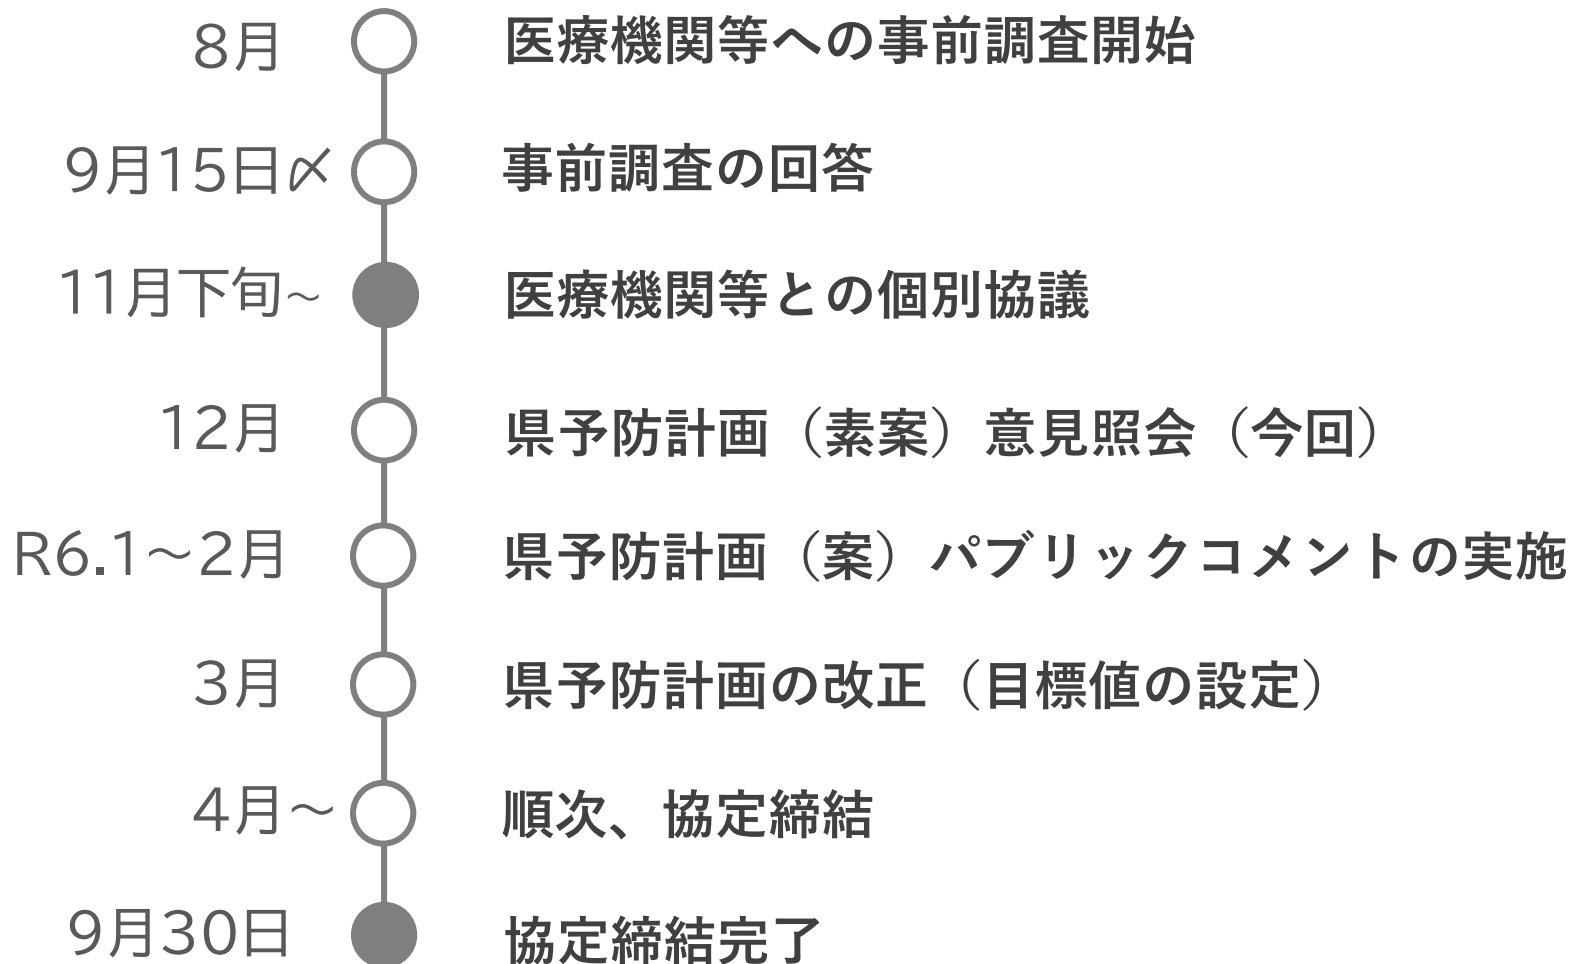 8月 医療機関等への事前調査開始
9月15日〆 事前調査の回答
11月下旬~ 医療機関等との個別協議
12月 県予防計画（素案）意見照会（今回）
R6.1～2月 県予防計画（案）パブリックコメントの実施
3月 県予防計画の改正（目標値の設定）
4月～ 順次、協定締結
9月30日 協定締結完了